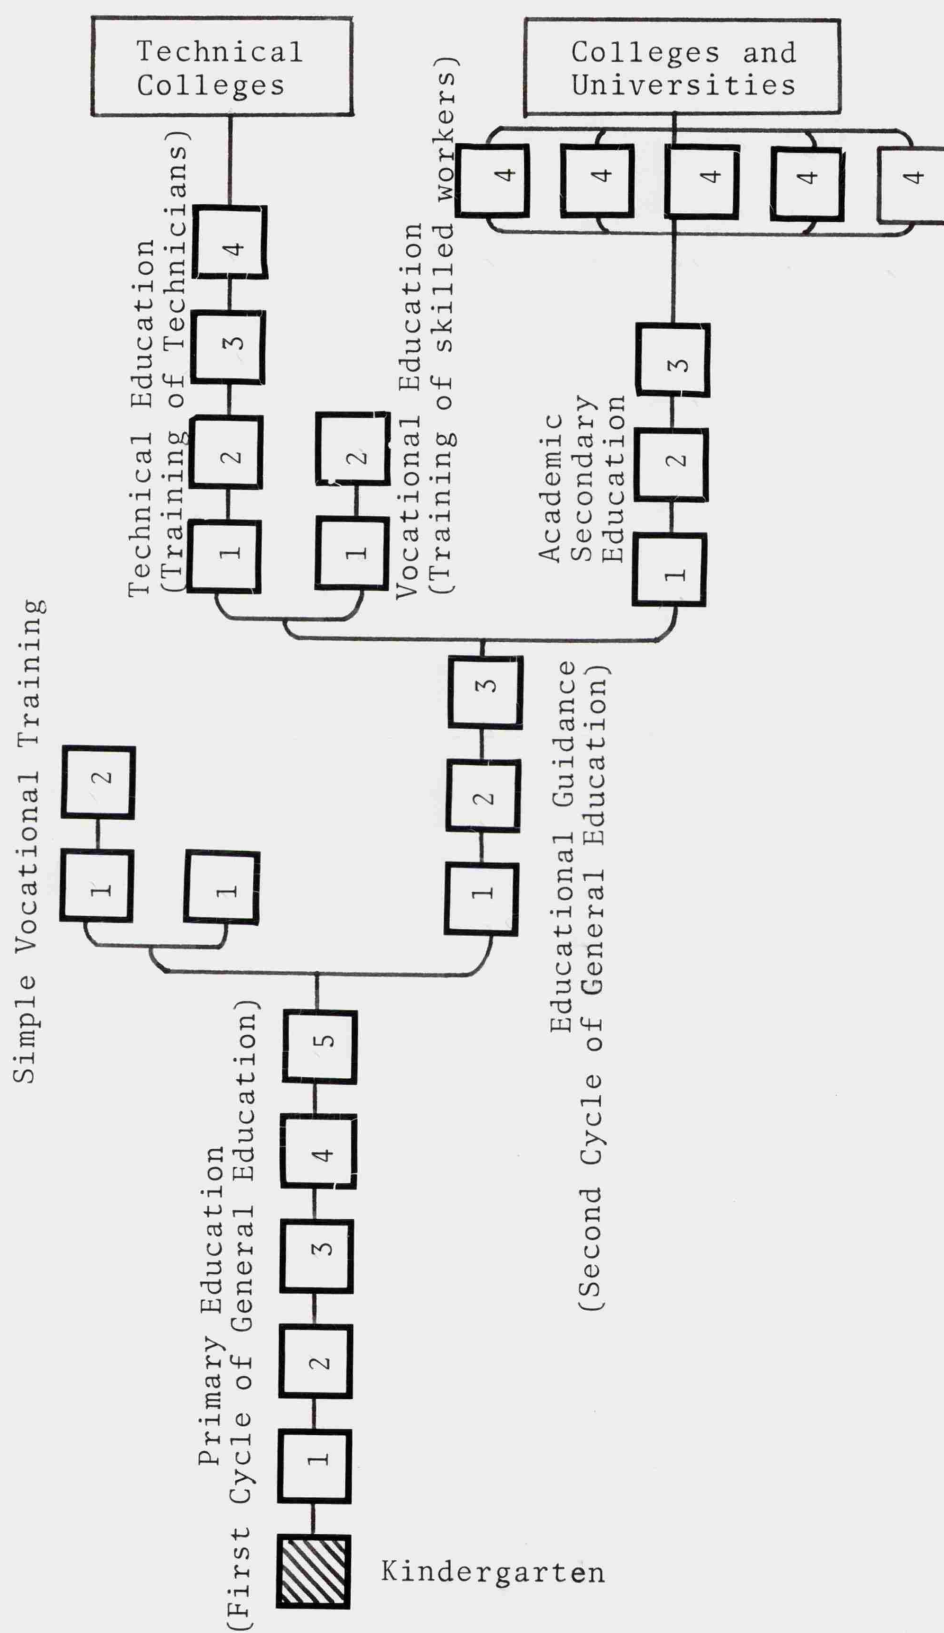 Technical
Colleges
Colleges and
Universities
4
4
4
4
4
Technical Education
(Training of Technicians)
4
3
2
1
Vocational Education
(Training of skilled workers)
2
1
Academic
Secondary
Education
3
2
1
Simple Vocational Training
2
1
1
Educational Guidance
(Second Cycle of General Education)
3
2
1
Primary Education
(First Cycle of General Education)
5
4
3
2
1
Kindergarten